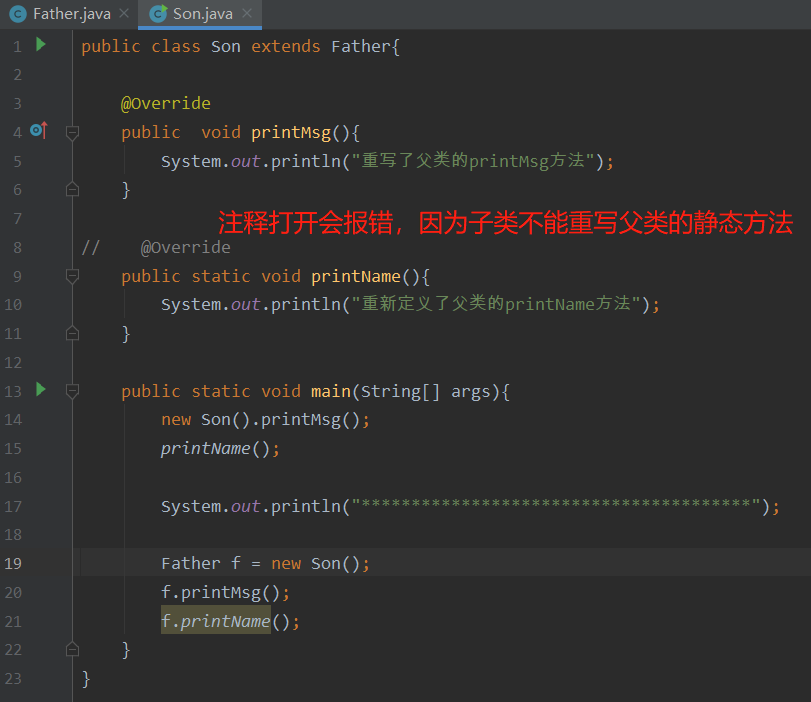 Father.java Son.java
1 public class Son extends Father{
2
3 @Override
4 public  void printMsg(){
5 System.out.println("重写了父类的printMsg方法");
6 }
7 注释打开会报错，因为子类不能重写父类的静态方法
8 //    @Override
9 public static void printName(){
10 System.out.println("重新定义了父类的printName方法");
11 }
12
13 public static void main(String[] args){
14 new Son().printMsg();
15 printName();
16
17 System.out.println("***************************************");
18
19 Father f = new Son();
20 f.printMsg();
21 f.printName();
22 }
23 }